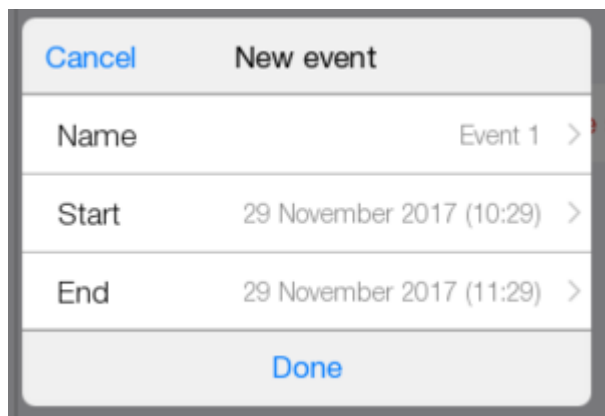 Cancel New event
Name Event 1
Start 29 November 2017 (10:29)
End 29 November 2017 (11:29)
Done